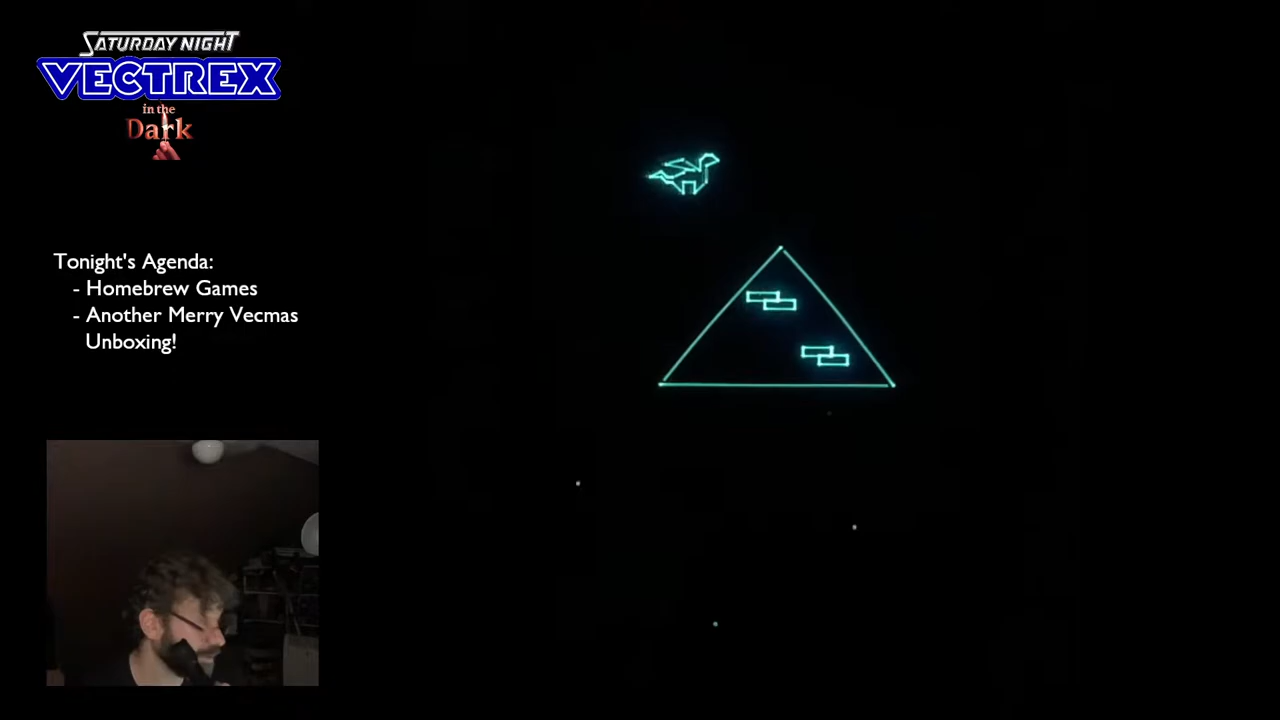 SATURDAY NIGHT
VECTREX
in the
Dark
Tonight's Agenda:
- Homebrew Games
- Another Merry Vecmas
Unboxing!